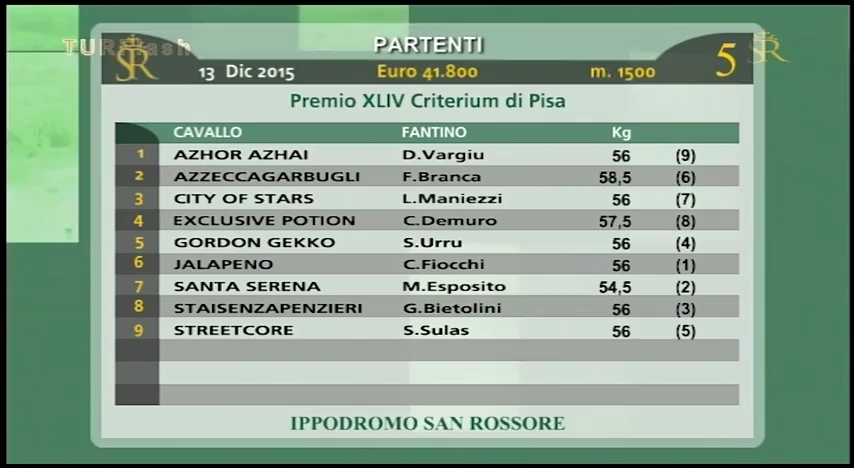 TURFlash
PARTENTI
SR 13 Dic 2015 Euro 41.800 m. 1500 5 SR
Premio XLIV Criterium di Pisa
CAVALLO FANTINO Kg
1 AZHOR AZHAI D.Vargiu 56 (9)
2 AZZECCAGARBUGLI F.Branca 58,5 (6)
3 CITY OF STARS L.Maniezzi 56 (7)
4 EXCLUSIVE POTION C.Demuro 57,5 (8)
5 GORDON GEKKO S.Urru 56 (4)
6 JALAPENO C.Fiocchi 56 (1)
7 SANTA SERENA M.Esposito 54,5 (2)
8 STAISENZAPENZIERI G.Bietolini 56 (3)
9 STREETCORE S.Sulas 56 (5)
IPPODROMO SAN ROSSORE